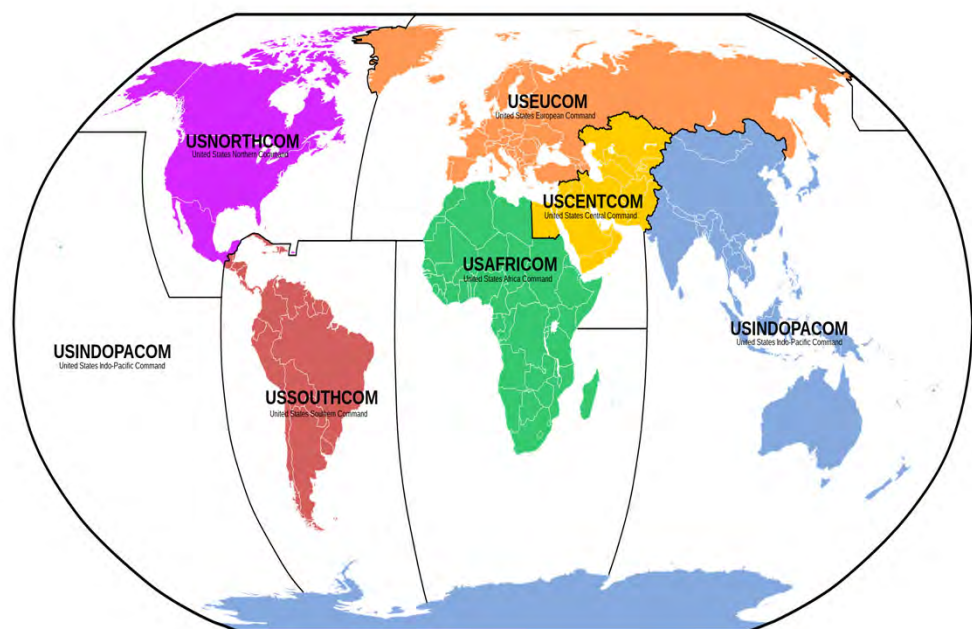 USEUCOM
United States European Command
USNORTHCOM
United States Northern Command
USCENTCOM
United States Central Command
USAFRICOM
United States Africa Command
USINDOPACOM
United States Indo-Pacific Command
USINDOPACOM
United States Indo-Pacific Command
USSOUTHCOM
United States Southern Command